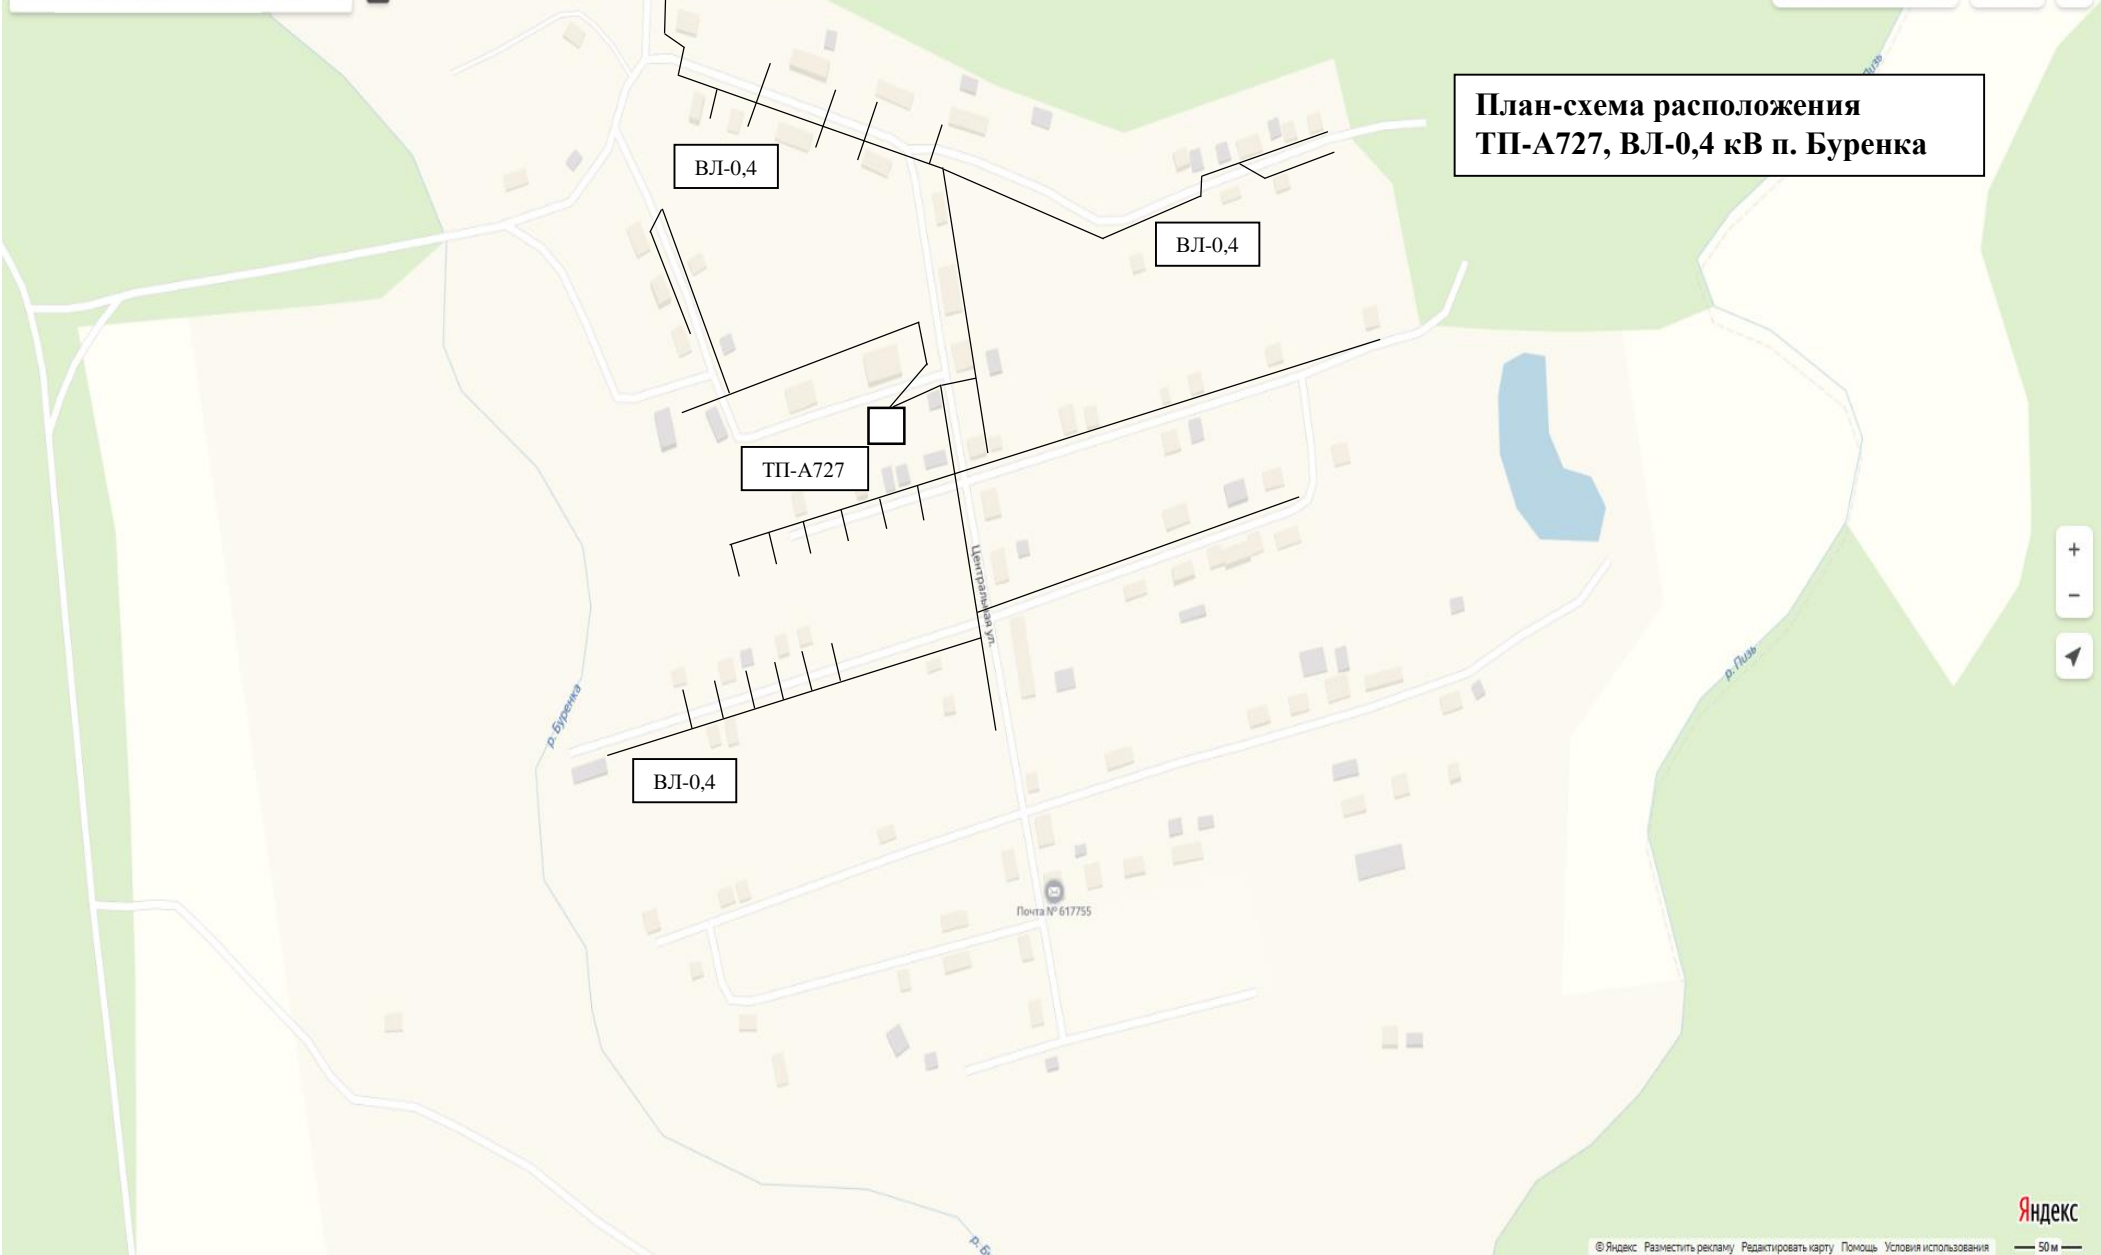 р. Пизь
План-схема расположения
ТП-А727, ВЛ-0,4 кВ п. Буренка
ВЛ-0,4
ВЛ-0,4
ТП-А727
Центральная ул.
р. Буренка
р. Пизь
ВЛ-0,4
Почта № 617755
+
−
Яндекс
© Яндекс Разместить рекламу Редактировать карту Помощь Условия использования 50 м